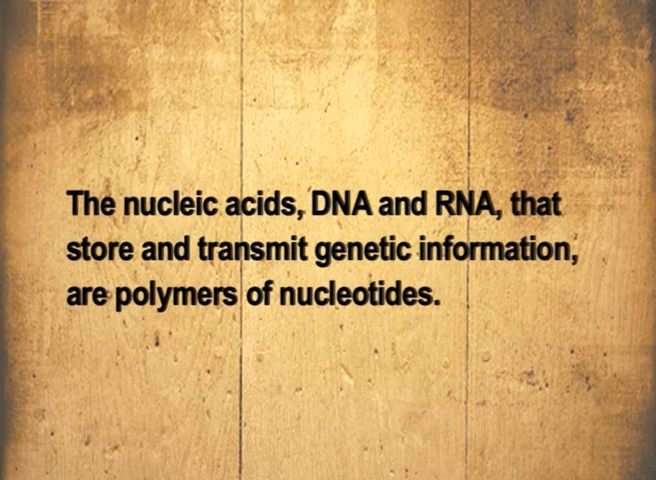 The nucleic acids, DNA and RNA, that
store and transmit genetic information,
are polymers of nucleotides.